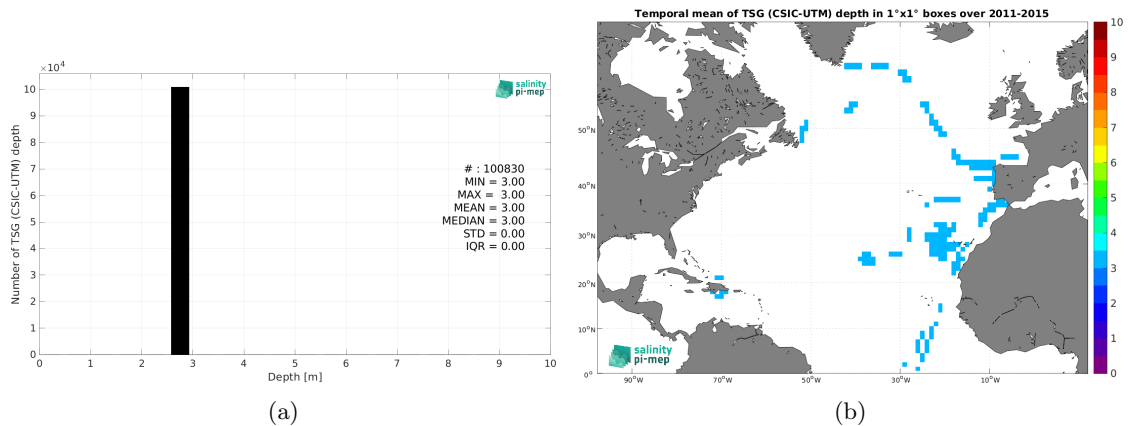 ×10⁴
10
9
8
7
6
5
4
3
2
1
0
Number of TSG (CSIC-UTM) depth
0 1 2 3 4 5 6 7 8 9 10
Depth [m]
salinity
pi-mep
# : 100830
MIN = 3.00
MAX = 3.00
MEAN = 3.00
MEDIAN = 3.00
STD = 0.00
IQR = 0.00
(a)
Temporal mean of TSG (CSIC-UTM) depth in 1°x1° boxes over 2011-2015
50°N
40°N
30°N
20°N
10°N
0°
90°W 70°W 50°W 30°W 10°W
salinity
pi-mep
10
9
8
7
6
5
4
3
2
1
0
(b)